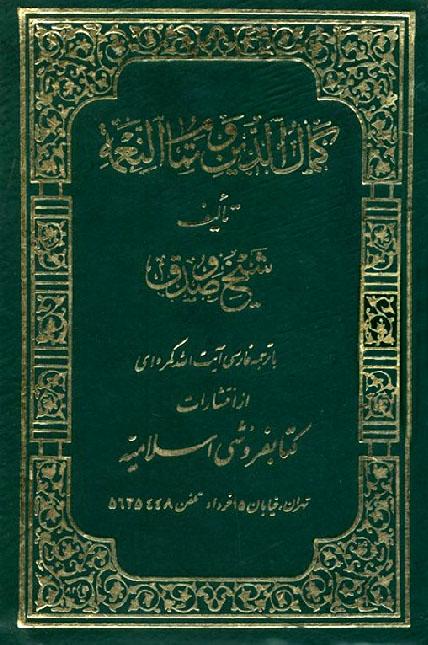 كمال الدين و تمام النعمة
تأليف
شيخ صدوق
با ترجمه فارسی آیت الله کمره‌ای
از انتشارات
کتابفروشی اسلامیه
تهران، خیابان ۱۵ خرداد تلفن ۵۶۲۵۴۴۸